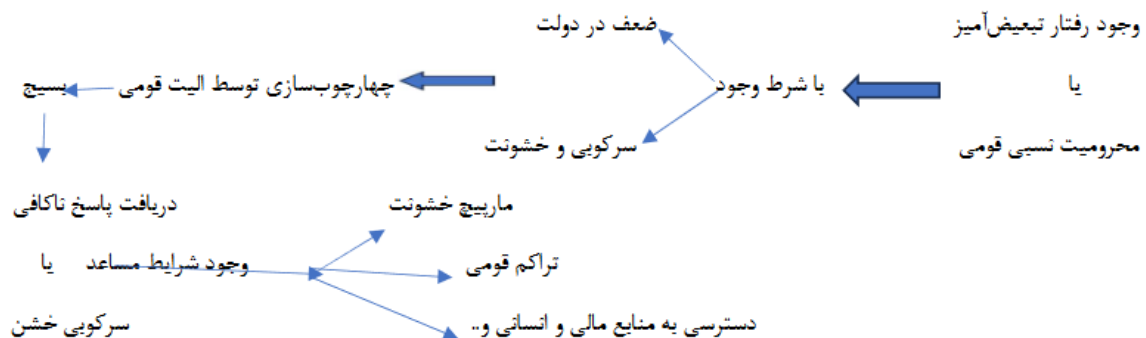 وجود رفتار تبعیض‌آمیز
یا
محرومیت نسبی قومی
با شرط وجود
ضعف در دولت
سرکوبی و خشونت
چهارچوب‌سازی توسط الیت قومی
بسیج
دریافت پاسخ ناکافی
یا
سرکوبی خشن
وجود شرایط مساعد
مارپیچ خشونت
تراکم قومی
دسترسی به منابع مالی و انسانی و..